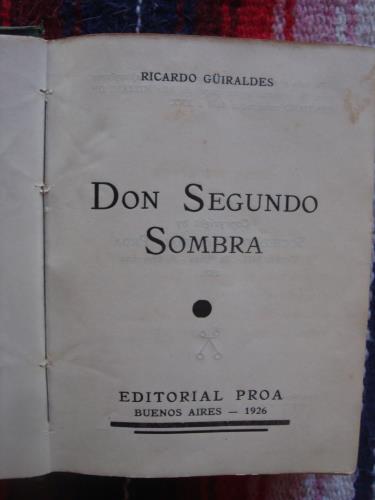 RICARDO GÜIRALDES
DON SEGUNDO
SOMBRA
EDITORIAL PROA
BUENOS AIRES — 1926